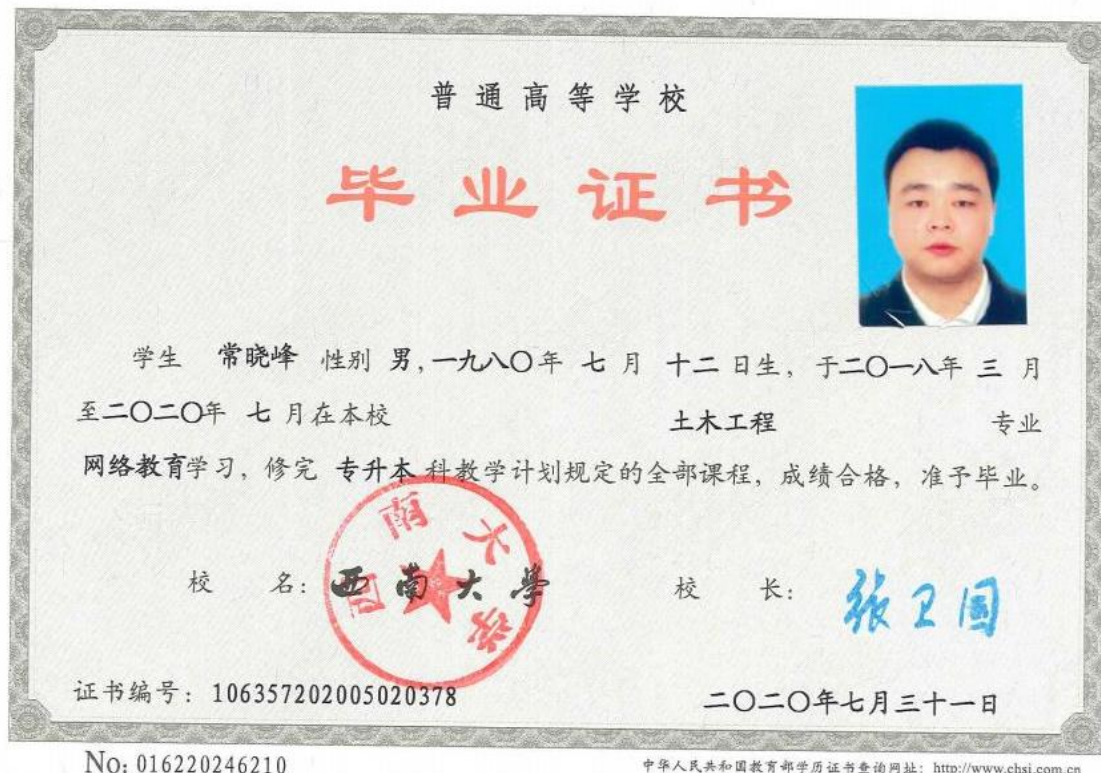 普通高等学校
毕业证书
学生 常晓峰 性别 男,一九八〇年 七 月 十二 日生，于二〇一八年 三 月
至二〇二〇年 七 月在本校 土木工程 专业
网络教育学习，修完 专升本 科教学计划规定的全部课程，成绩合格，准予毕业。
西南大学
校 名：西南大學 校 长：张卫国
证书编号：106357202005020378 二〇二〇年七月三十一日
No: 016220246210 中华人民共和国教育部学历证书查询网址：http://www.chsi.com.cn